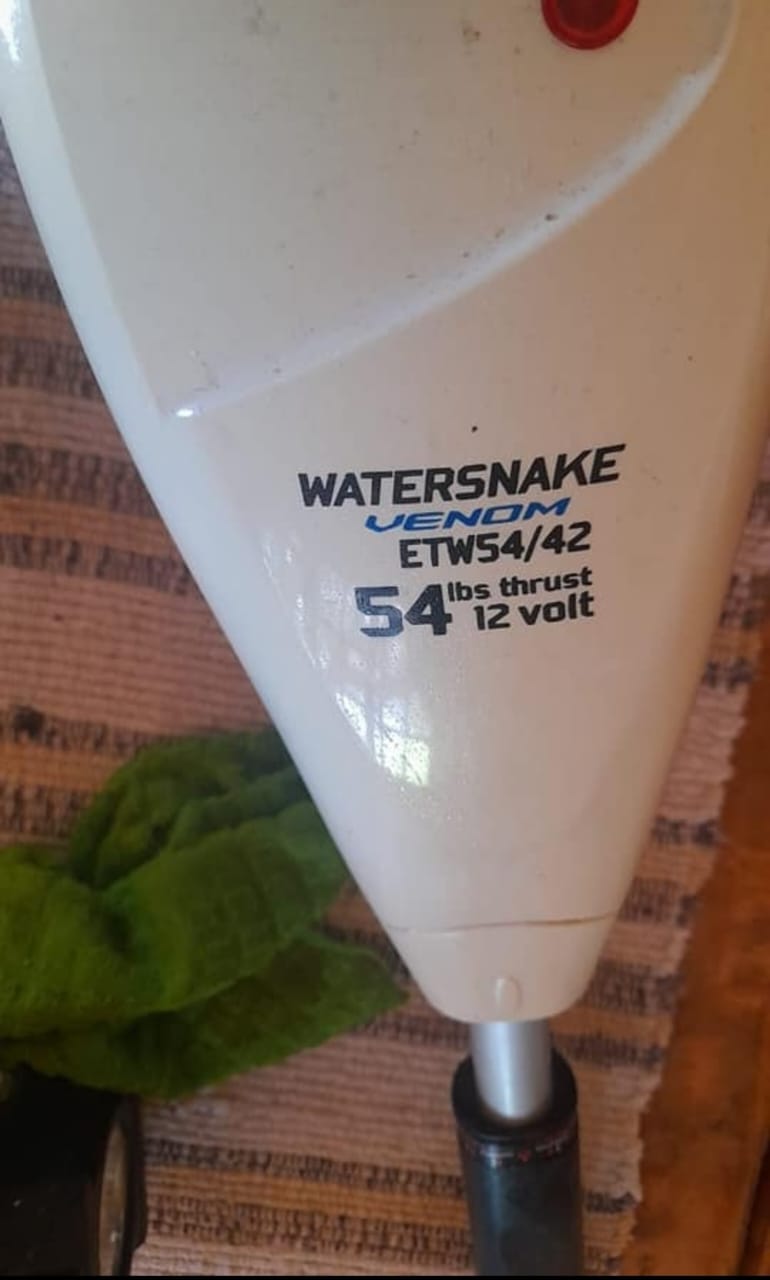 WATERSNAKE
VENOM
ETW54/42
54 lbs thrust
12 volt